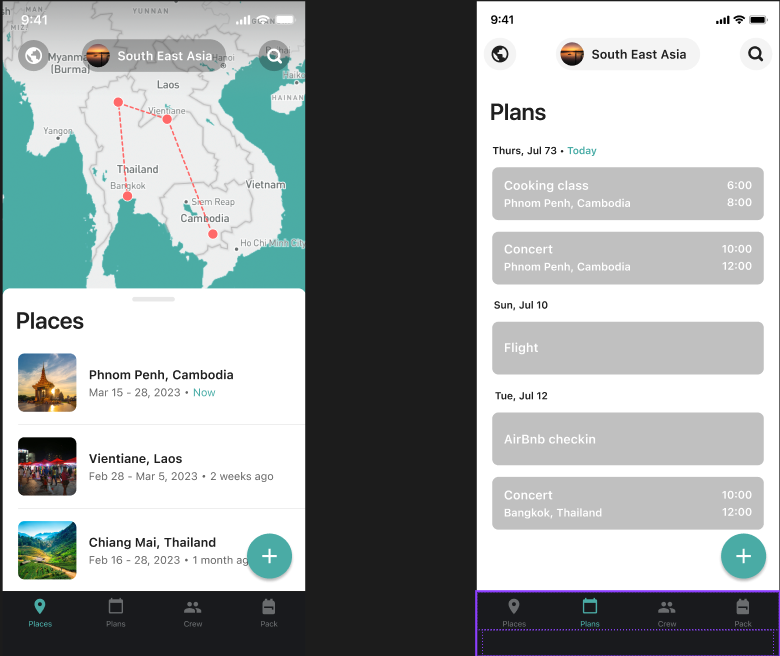 9:41
YUNNAN
Myanmar
(Burma)
South East Asia
Hanoi
Laos
HAINAN
Vientiane
Yangon
Thailand
Bangkok
Vietnam
Siem Reap
Cambodia
Ho Chi Minh City
Places
Phnom Penh, Cambodia
Mar 15 - 28, 2023 • Now
Vientiane, Laos
Feb 28 - Mar 5, 2023 • 2 weeks ago
Chiang Mai, Thailand
Feb 16 - 28, 2023 • 1 month ag
Places Plans Crew Pack
9:41
South East Asia
Plans
Thurs, Jul 73 • Today
Cooking class 6:00
Phnom Penh, Cambodia 8:00
Concert 10:00
Phnom Penh, Cambodia 12:00
Sun, Jul 10
Flight
Tue, Jul 12
AirBnb checkin
Concert 10:00
Bangkok, Thailand 12:00
Places Plans Crew Pack